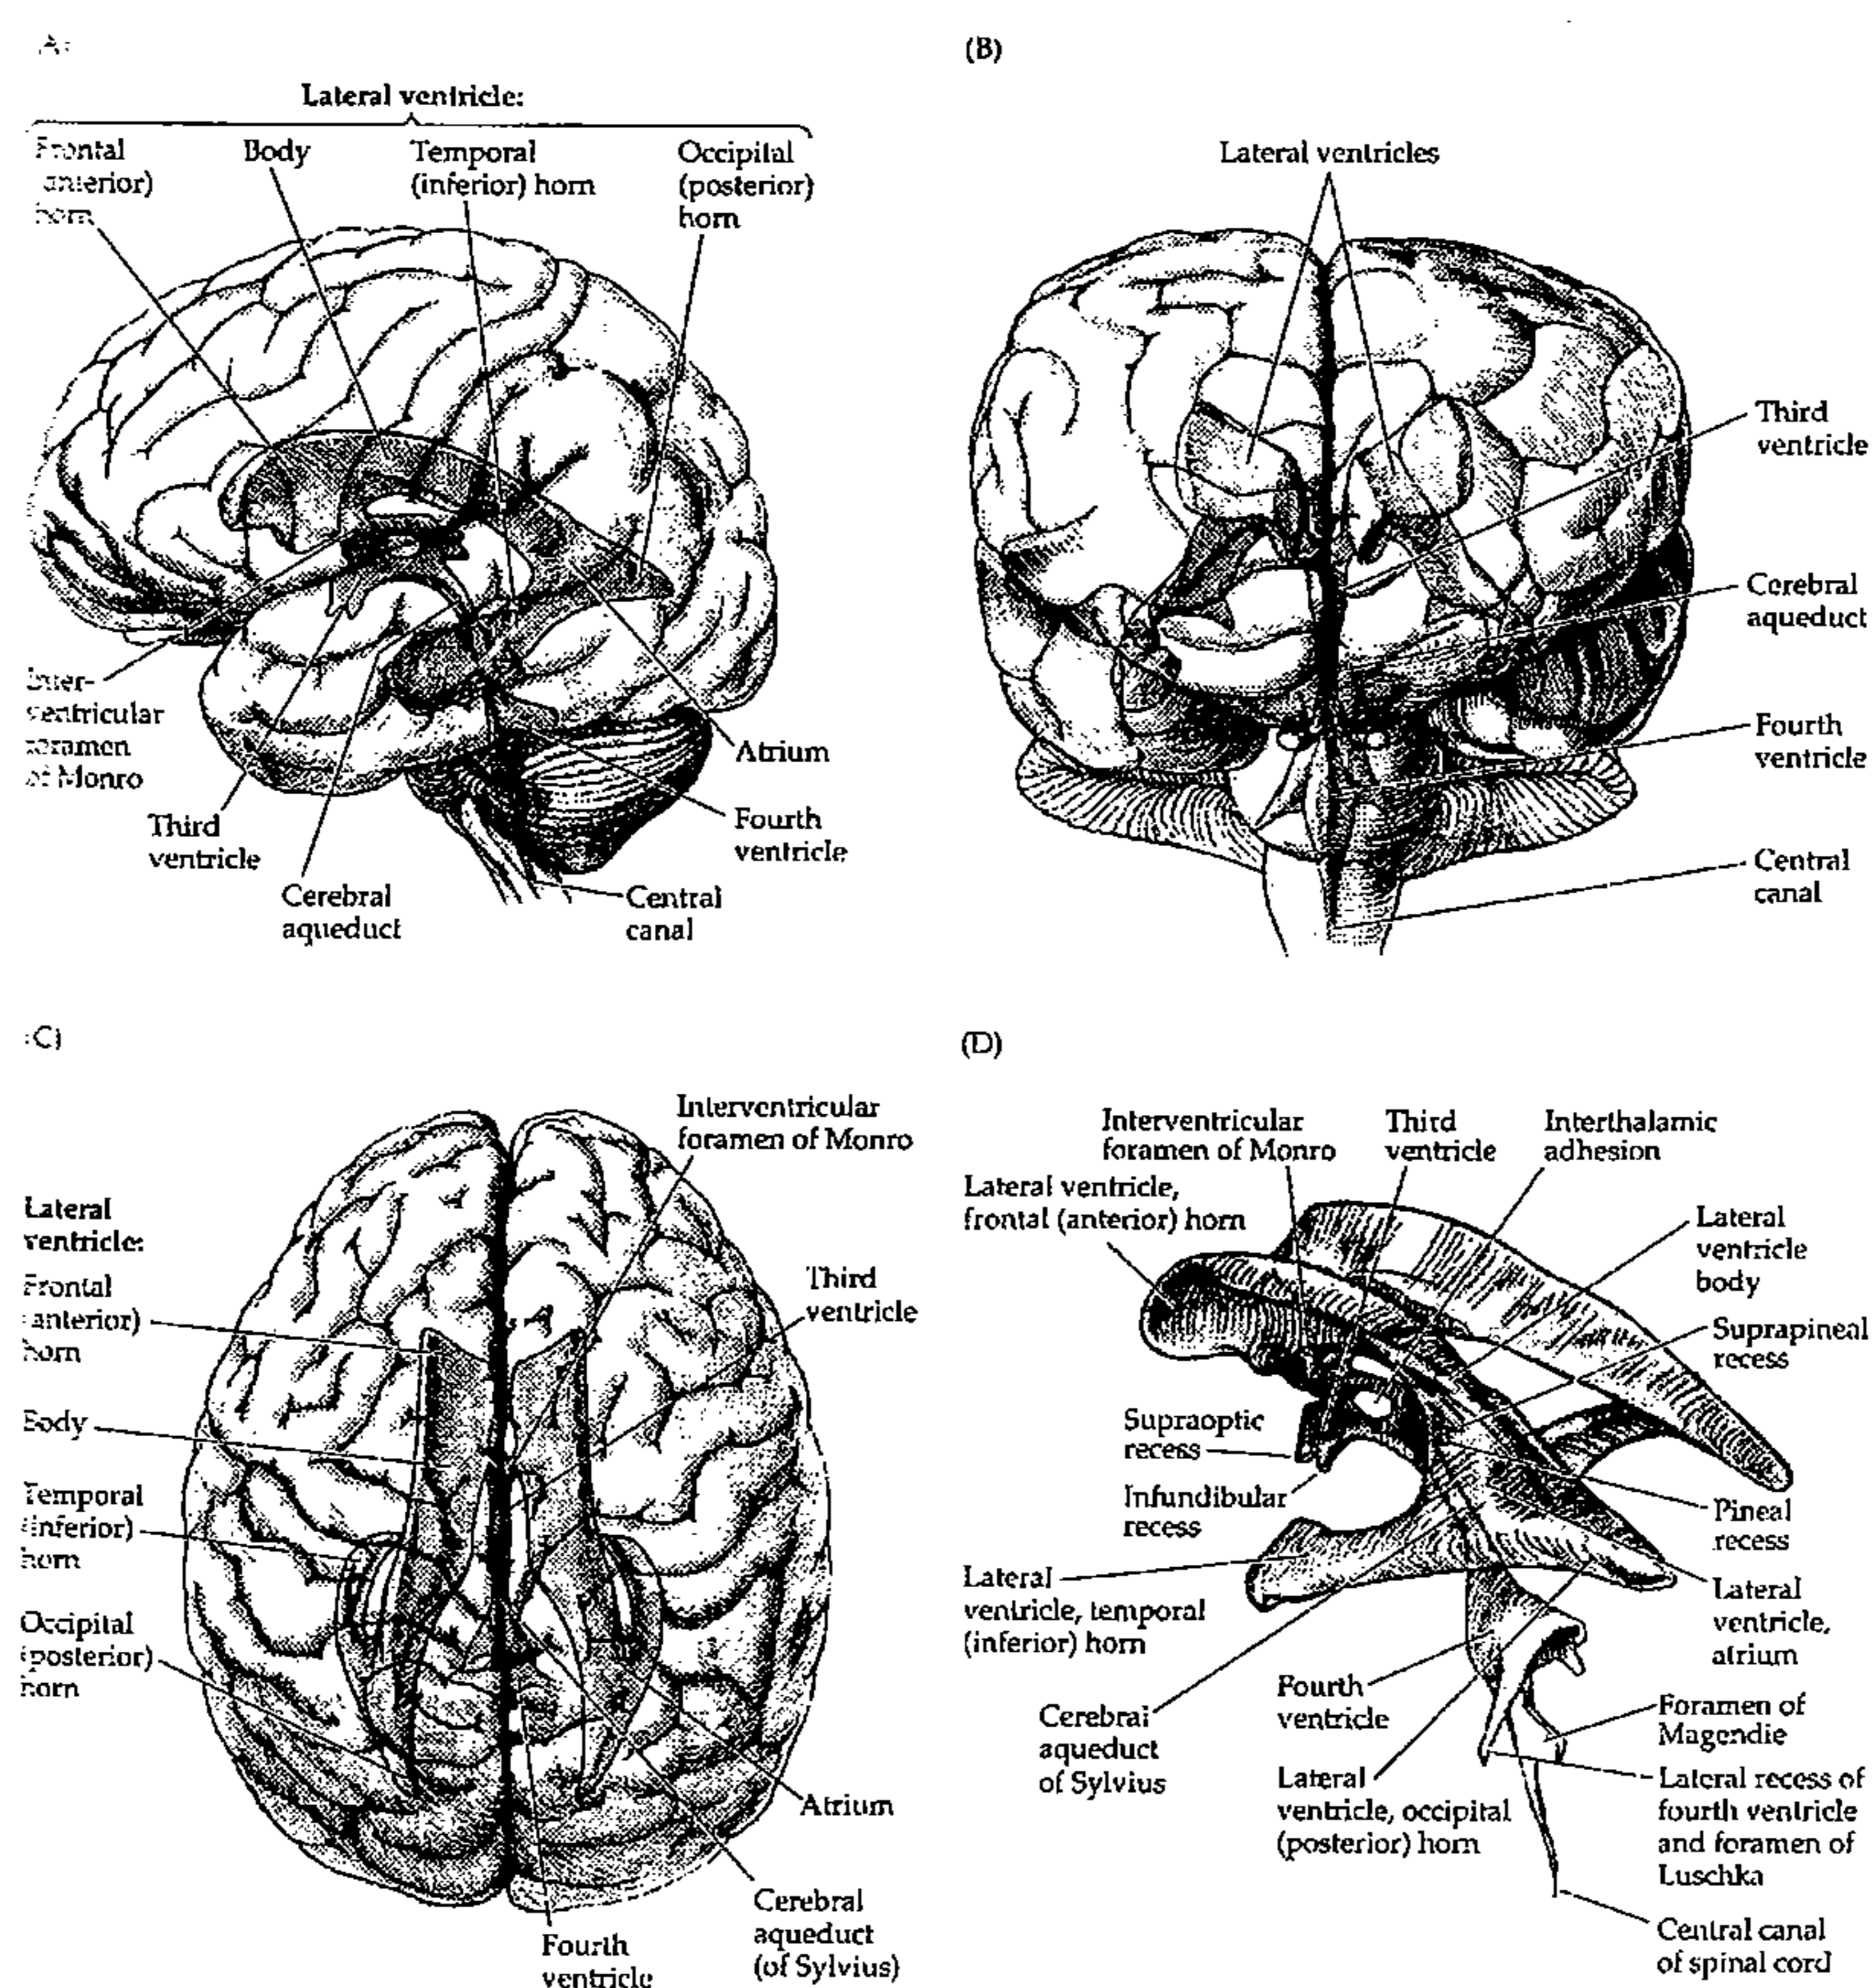 (B)
Lateral ventricle:
Frontal
anterior)
horn
Body
Temporal
(inferior) horn
Occipital
(posterior)
horn
ventricular
foramen
of Monro
Third
ventricle
Cerebral
aqueduct
Central
canal
Fourth
ventricle
Atrium
Lateral ventricles
Third
ventricle
Cerebral
aqueduct
Fourth
ventricle
Central
canal
C)
Interventricular
foramen of Monro
Lateral
ventricle:
Frontal
anterior)
horn
Body
Temporal
(inferior)
horn
Occipital
(posterior)
horn
Third
ventricle
Atrium
Cerebral
aqueduct
(of Sylvius)
Fourth
ventricle
(D)
Interventricular
foramen of Monro
Third
ventricle
Interthalamic
adhesion
Lateral ventricle,
frontal (anterior) horn
Lateral
ventricle
body
Suprapineal
recess
Supraoptic
recess
Infundibular
recess
Pineal
recess
Lateral
ventricle, temporal
(inferior) horn
Lateral
ventricle,
atrium
Cerebral
aqueduct
of Sylvius
Fourth
ventricle
Lateral
ventricle, occipital
(posterior) horn
Foramen of
Magendie
Lateral recess of
fourth ventricle
and foramen of
Luschka
Central canal
of spinal cord